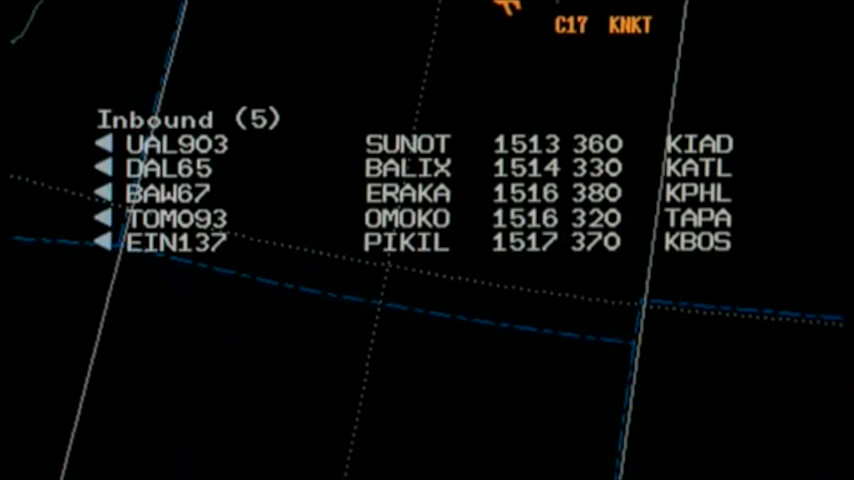 C17 KNKT
Inbound (5)
UAL903 SUNOT 1513 360 KIAD
DAL65 BALIX 1514 330 KATL
BAW67 ERAKA 1516 380 KPHL
TOM093 OMOKO 1516 320 TAPA
EIN137 PIKIL 1517 370 KBOS